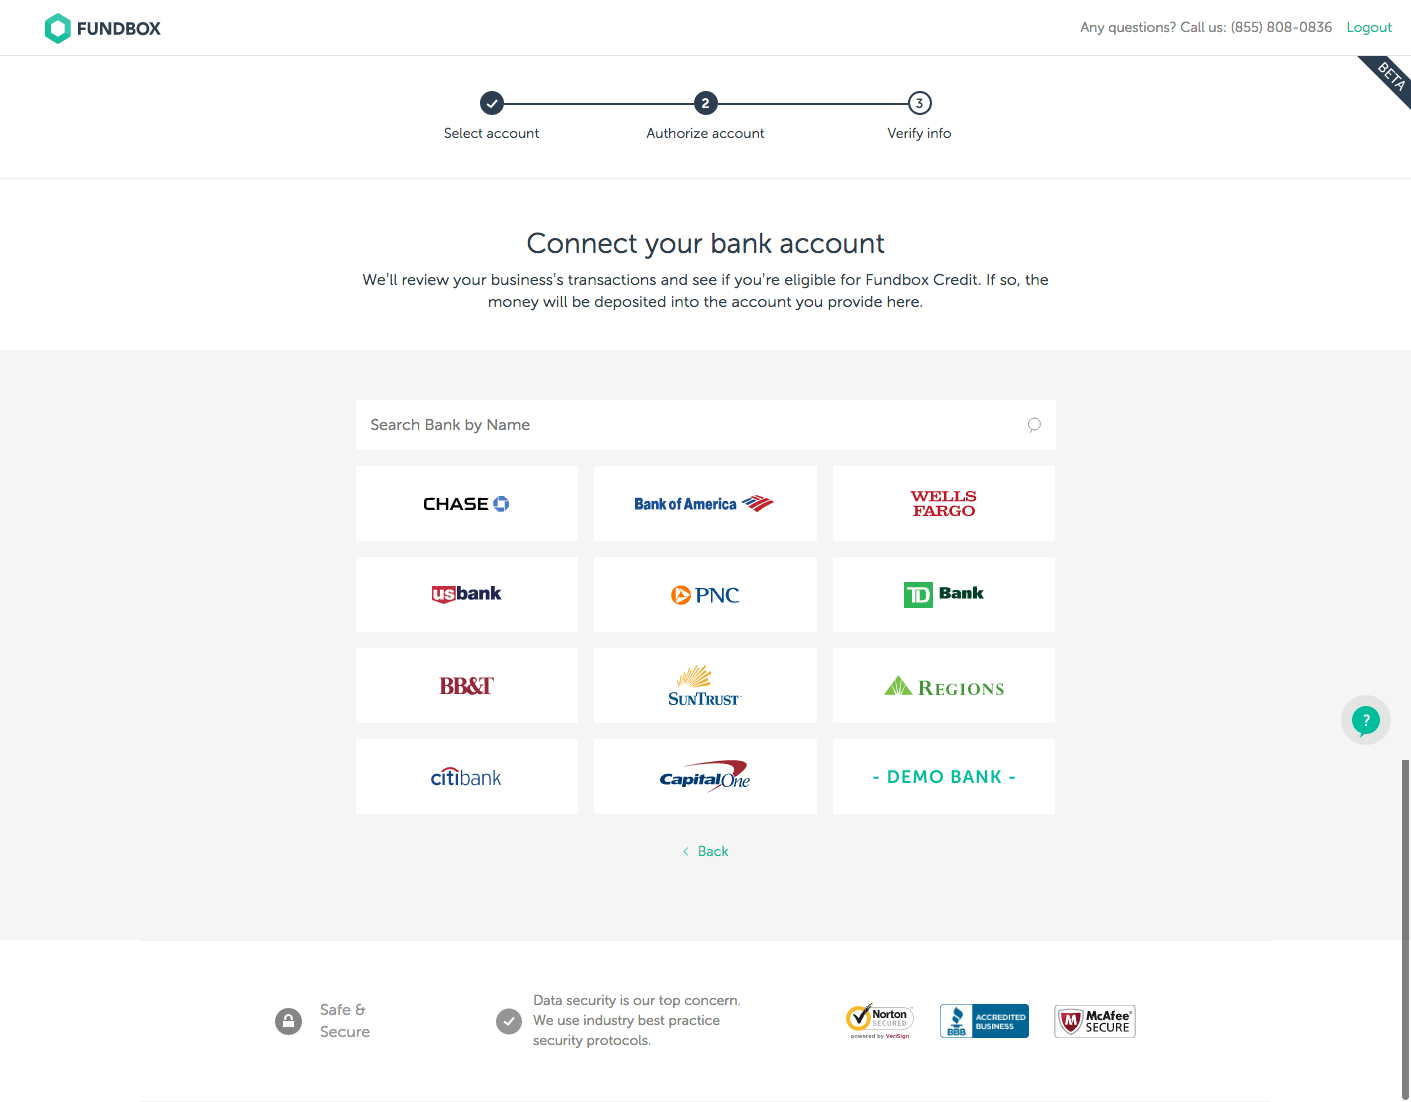 FUNDBOX
Any questions? Call us: (855) 808-0836 Logout
BETA
2
3
Select account
Authorize account
Verify info
Connect your bank account
We'll review your business's transactions and see if you're eligible for Fundbox Credit. If so, the
money will be deposited into the account you provide here.
Search Bank by Name
CHASE
Bank of America
WELLS
FARGO
usbank
PNC
TD Bank
BB&T
SUNTRUST
REGIONS
citibank
CapitalOne
- DEMO BANK -
Back
?
Safe &
Secure
Data security is our top concern.
We use industry best practice
security protocols.
Norton
SECURED
powered by VeriSign
BBB
ACCREDITED
BUSINESS
M
McAfee
SECURE